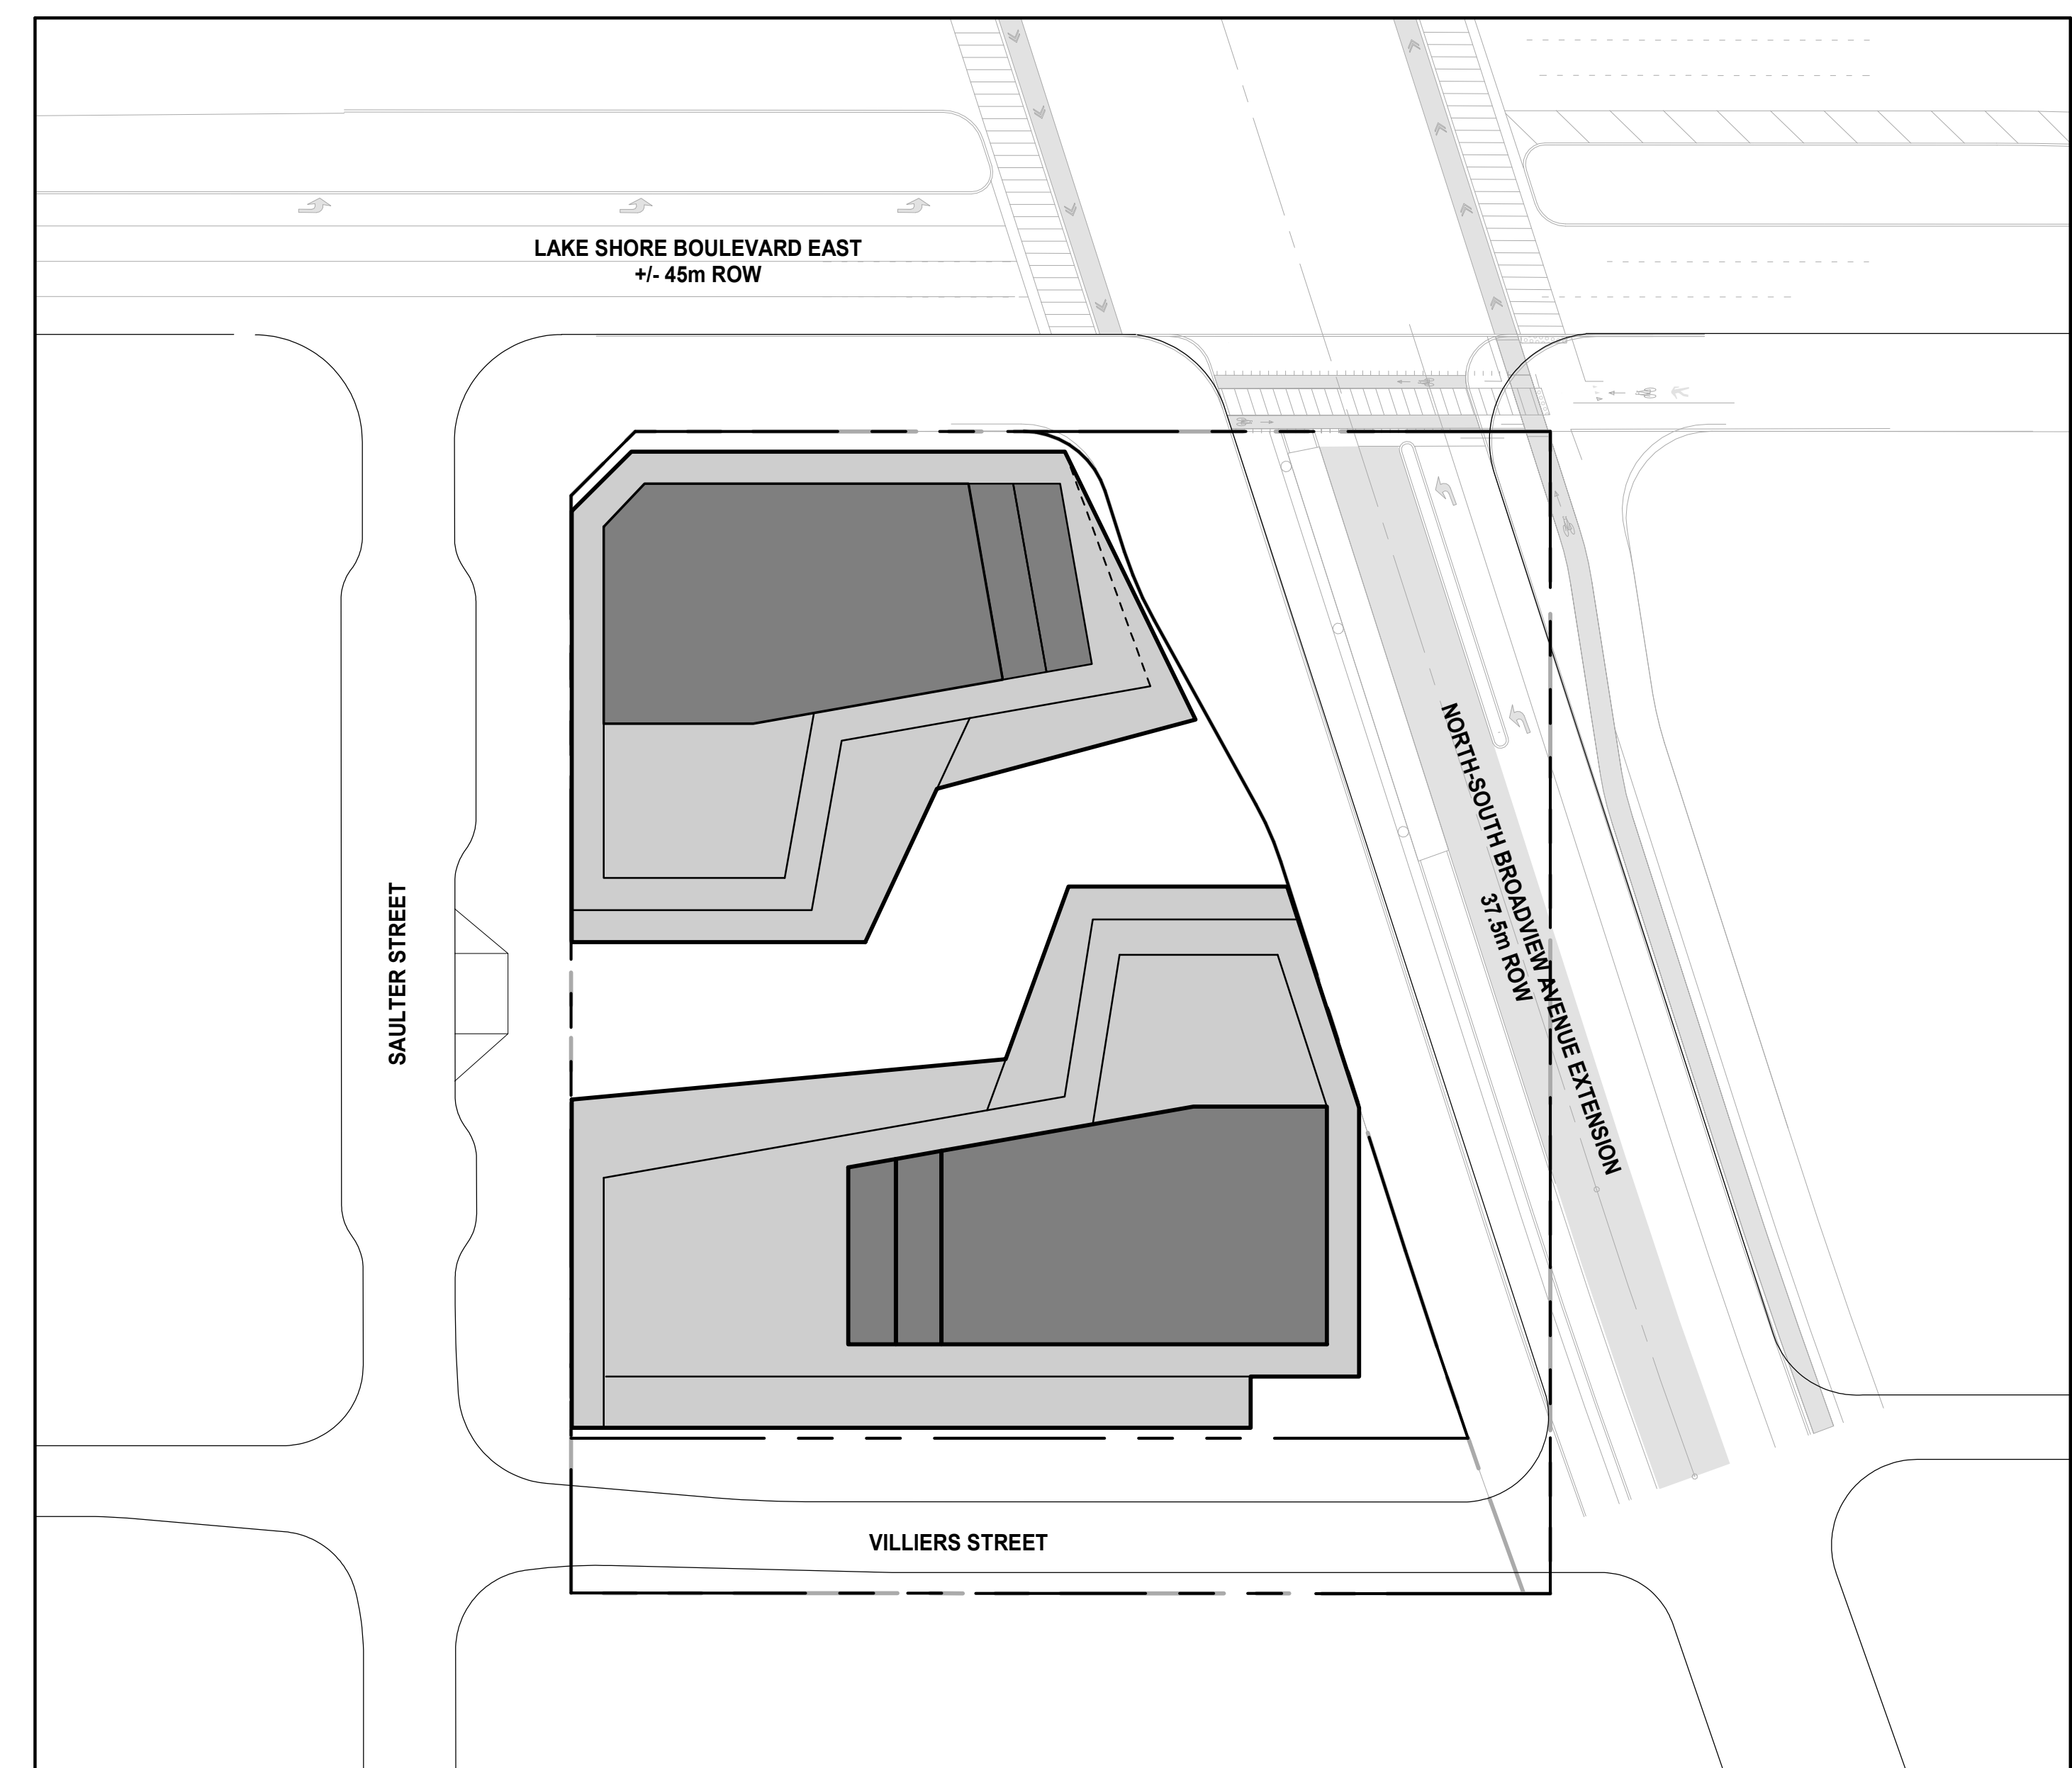 LAKE SHORE BOULEVARD EAST
+/- 45m ROW
NORTH-SOUTH BROADVIEW AVENUE EXTENSION
37.5m ROW
SAULTER STREET
VILLIERS STREET